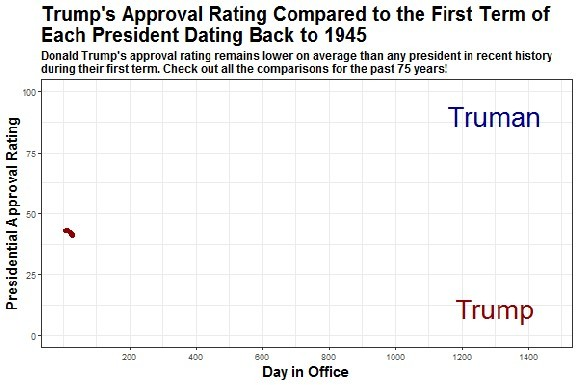 Trump's Approval Rating Compared to the First Term of
Each President Dating Back to 1945
Donald Trump's approval rating remains lower on average than any president in recent history
during their first term. Check out all the comparisons for the past 75 years!
100
Truman
75
Presidential Approval Rating
50
25
Trump
0
200 400 600 800 1000 1200 1400
Day in Office